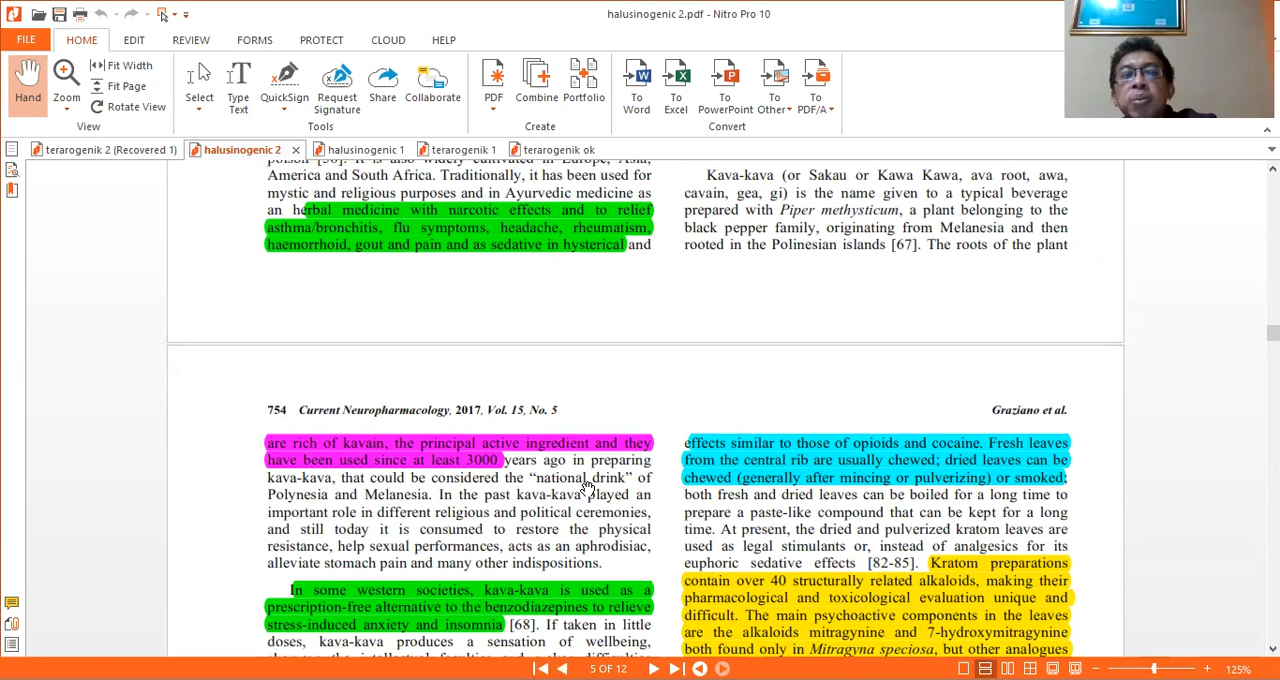 halusinogenic 2.pdf - Nitro Pro 10
FILE HOME EDIT REVIEW FORMS PROTECT CLOUD HELP
Hand
Zoom
Fit Width
Fit Page
Rotate View
View
Select
Type Text
QuickSign
Request Signature
Share
Collaborate
Tools
PDF
Combine
Portfolio
Create
To Word
To Excel
To PowerPoint
To Other
To PDF/A
Convert
terarogenik 2 (Recovered 1)
halusinogenic 2
halusinogenic 1
terarogenik 1
terarogenik ok
America and South Africa. Traditionally, it has been used for
mystic and religious purposes and in Ayurvedic medicine as
an herbal medicine with narcotic effects and to relief
asthma/bronchitis, flu symptoms, headache, rheumatism,
haemorrhoid, gout and pain and as sedative in hysterical and
Kava-kava (or Sakau or Kawa Kawa, ava root, awa,
cavain, gea, gi) is the name given to a typical beverage
prepared with Piper methysticum, a plant belonging to the
black pepper family, originating from Melanesia and then
rooted in the Polinesian islands [67]. The roots of the plant
754 Current Neuropharmacology, 2017, Vol. 15, No. 5
Graziano et al.
are rich of kavain, the principal active ingredient and they
have been used since at least 3000 years ago in preparing
kava-kava, that could be considered the “national drink” of
Polynesia and Melanesia. In the past kava-kava played an
important role in different religious and political ceremonies,
and still today it is consumed to restore the physical
resistance, help sexual performances, acts as an aphrodisiac,
alleviate stomach pain and many other indispositions.
In some western societies, kava-kava is used as a
prescription-free alternative to the benzodiazepines to relieve
stress-induced anxiety and insomnia [68]. If taken in little
doses, kava-kava produces a sensation of wellbeing,
effects similar to those of opioids and cocaine. Fresh leaves
from the central rib are usually chewed; dried leaves can be
chewed (generally after mincing or pulverizing) or smoked;
both fresh and dried leaves can be boiled for a long time to
prepare a paste-like compound that can be kept for a long
time. At present, the dried and pulverized kratom leaves are
used as legal stimulants or, instead of analgesics for its
euphoric sedative effects [82-85]. Kratom preparations
contain over 40 structurally related alkaloids, making their
pharmacological and toxicological evaluation unique and
difficult. The main psychoactive components in the leaves
are the alkaloids mitragynine and 7-hydroxymitragynine
both found only in Mitragyna speciosa, but other analogues
5 OF 12
125%